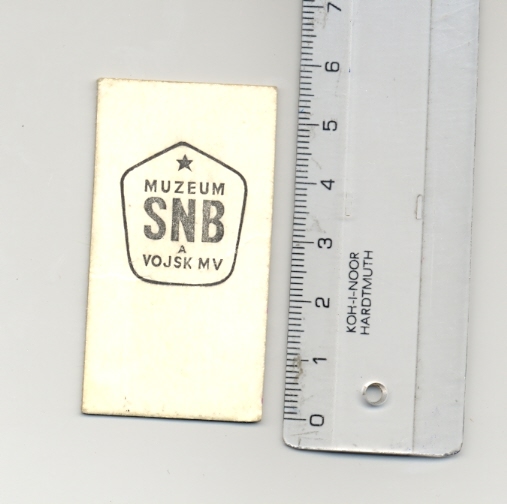 MUZEUM
SNB
A
VOJSK MV
7
6
5
4
3
2
1
0
KOH-I-NOOR
HARDTMUTH